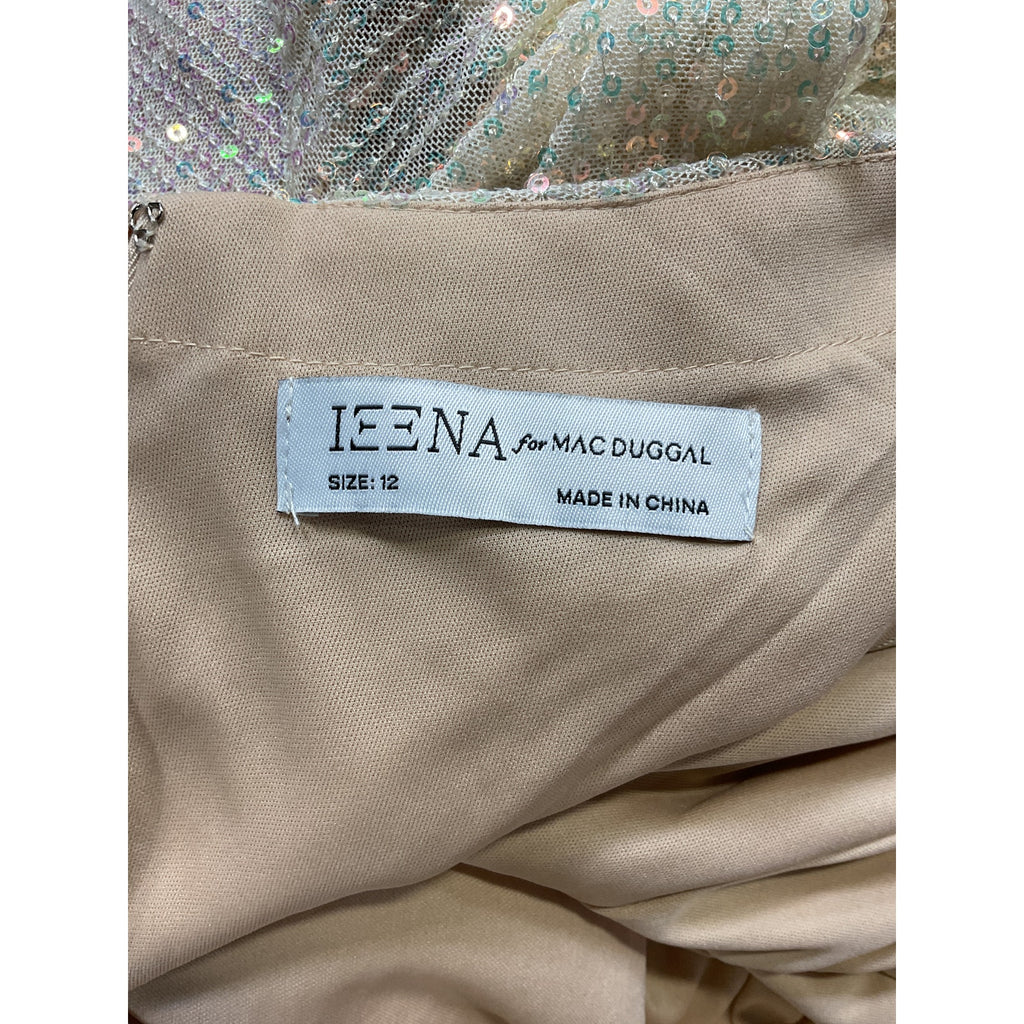 IEENA for MAC DUGGAL
SIZE: 12
MADE IN CHINA